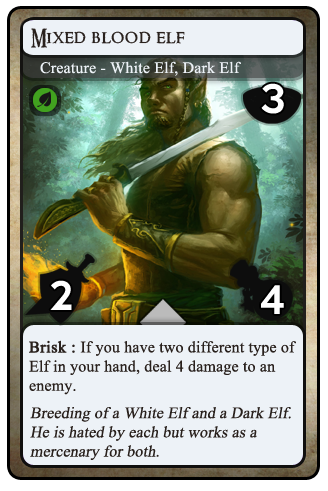 Mixed blood elf
Creature - White Elf, Dark Elf
3
2
4
Brisk : If you have two different type of
Elf in your hand, deal 4 damage to an
enemy.
Breeding of a White Elf and a Dark Elf.
He is hated by each but works as a
mercenary for both.